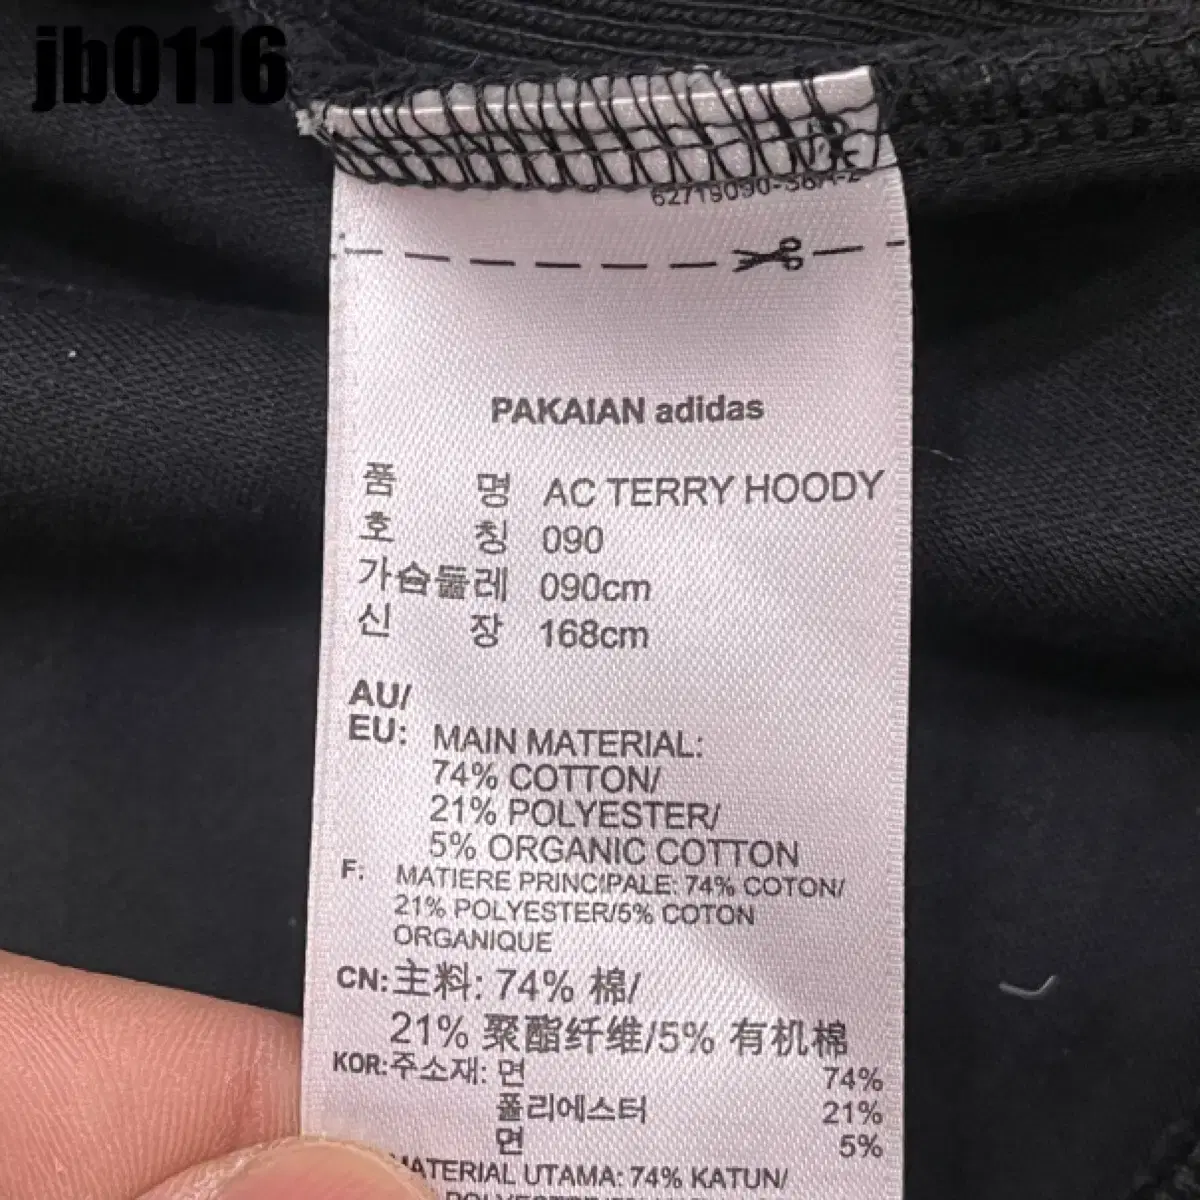 jb0116
PAKAIAN adidas
품 명 AC TERRY HOODY
호 칭 090
가슴둘레 090cm
신 장 168cm
AU/
EU: MAIN MATERIAL:
74% COTTON/
21% POLYESTER/
5% ORGANIC COTTON
F: MATIERE PRINCIPALE: 74% COTON/
21% POLYESTER/5% COTON
ORGANIQUE
CN:主料: 74% 棉/
21% 聚酯纤维/5% 有机棉
KOR:주소재: 면 74%
폴리에스터 21%
면 5%
MATERIAL UTAMA: 74% KATUN/